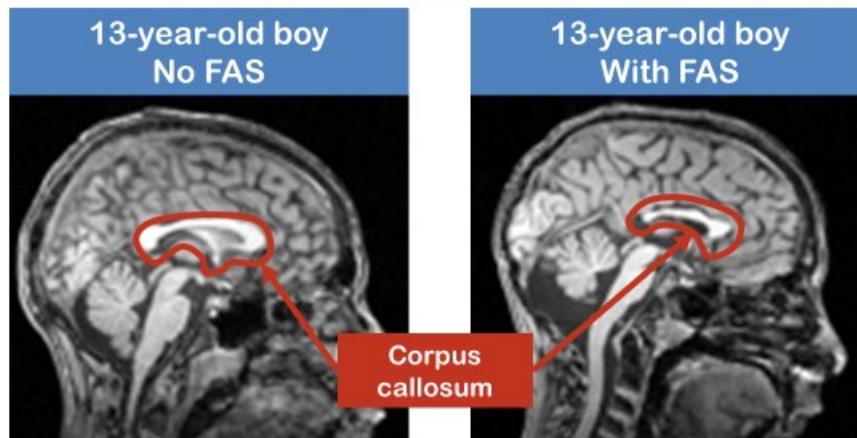 13-year-old boy
No FAS
13-year-old boy
With FAS
Corpus
callosum